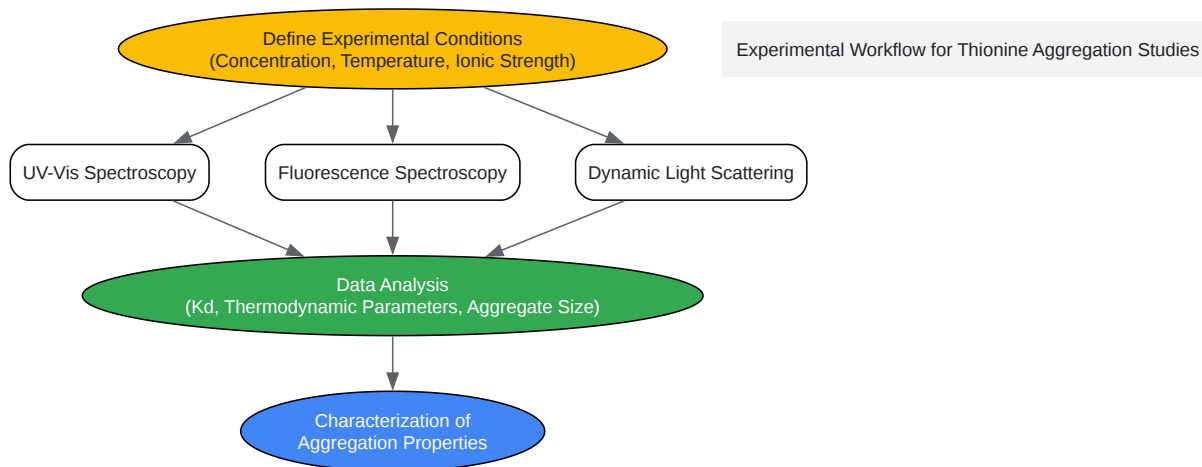 Define Experimental Conditions
(Concentration, Temperature, Ionic Strength)
Experimental Workflow for Thionine Aggregation Studies
UV-Vis Spectroscopy
Fluorescence Spectroscopy
Dynamic Light Scattering
Data Analysis
(Kd, Thermodynamic Parameters, Aggregate Size)
Characterization of
Aggregation Properties